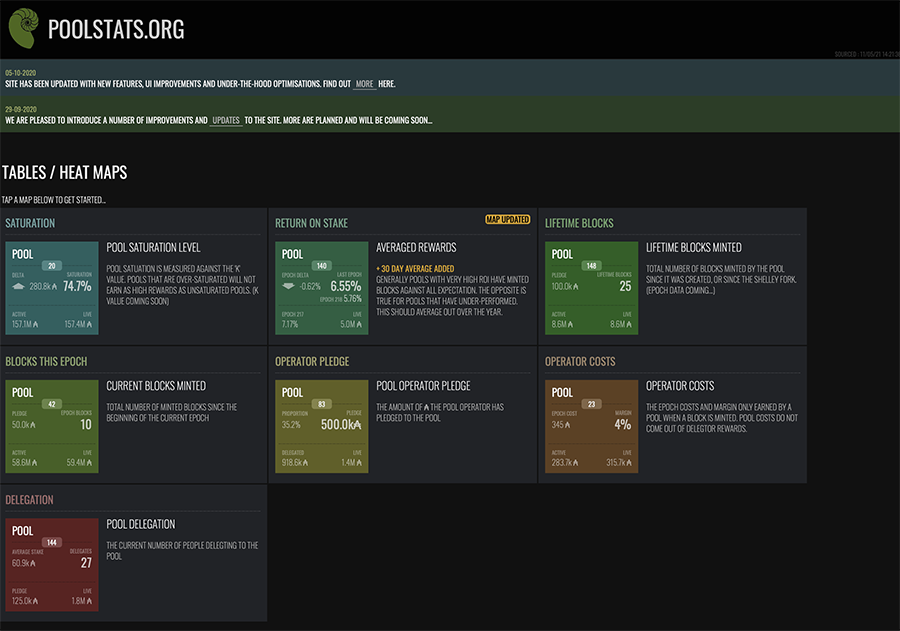 POOLSTATS.ORG
SOURCED : 11/05/21 14:21:36
05-10-2020
SITE HAS BEEN UPDATED WITH NEW FEATURES, UI IMPROVEMENTS AND UNDER-THE-HOOD OPTIMISATIONS. FIND OUT MORE HERE.
29-09-2020
WE ARE PLEASED TO INTRODUCE A NUMBER OF IMPROVEMENTS AND UPDATES TO THE SITE. MORE ARE PLANNED AND WILL BE COMING SOON...
TABLES / HEAT MAPS
TAP A MAP BELOW TO GET STARTED...
SATURATION
POOL
20
DELTA SATURATION
280.8k₳ 74.7%
ACTIVE LIVE
157.1M₳ 157.4M₳
POOL SATURATION LEVEL
POOL SATUATION IS MEASURED AGAINST THE 'K'
VALUE. POOLS THAT ARE OVER-SATURATED WILL NOT
EARN AS HIGH REWARDS AS UNSATURATED POOLS. (K
VALUE COMING SOON)
RETURN ON STAKE
MAP UPDATED
POOL
140
EPOCH DELTA LAST EPOCH
-0.62% 6.55%
EPOCH 218 5.76%
EPOCH 217 LIVE
7.17% 5.0M₳
AVERAGED REWARDS
+ 30 DAY AVERAGE ADDED
GENERALLY POOLS WITH VERY HIGH ROI HAVE MINTED
BLOCKS AGAINST ALL EXPECTATION. THE OPPOSITE IS
TRUE FOR POOLS THAT HAVE UNDER-PERFORMED.
THIS SHOULD AVERAGE OUT OVER THE YEAR.
LIFETIME BLOCKS
POOL
148
PLEDGE LIFETIME BLOCKS
100.0k₳ 25
ACTIVE LIVE
8.6M₳ 8.6M₳
LIFETIME BLOCKS MINTED
TOTAL NUMBER OF BLOCKS MINTED BY THE POOL
SINCE IT WAS CREATED, OR SINCE THE SHELLEY FORK.
(EPOCH DATA COMING...)
BLOCKS THIS EPOCH
POOL
42
PLEDGE EPOCH BLOCKS
50.0k₳ 10
ACTIVE LIVE
58.6M₳ 59.4M₳
CURRENT BLOCKS MINTED
TOTAL NUMBER OF MINTED BLOCKS SINCE THE
BEGINNING OF THE CURRENT EPOCH
OPERATOR PLEDGE
POOL
83
PROPORTION PLEDGE
35.2% 500.0k₳
DELEGATED LIVE
918.6k₳ 1.4M₳
POOL OPERATOR PLEDGE
THE AMOUNT OF ₳ THE POOL OPERATOR HAS
PLEDGED TO THE POOL
OPERATOR COSTS
POOL
23
EPOCH COST MARGIN
345₳ 4%
ACTIVE LIVE
283.7k₳ 315.7k₳
OPERATOR COSTS
THE EPOCH COSTS AND MARGIN ONLY EARNED BY A
POOL WHEN A BLOCK IS MINTED. POOL COSTS DO NOT
COME OUT OF DELEGTOR REWARDS.
DELEGATION
POOL
144
AVERAGE STAKE DELEGATES
60.9k₳ 27
PLEDGE LIVE
125.0k₳ 1.8M₳
POOL DELEGATION
THE CURRENT NUMBER OF PEOPLE DELEGTING TO THE
POOL